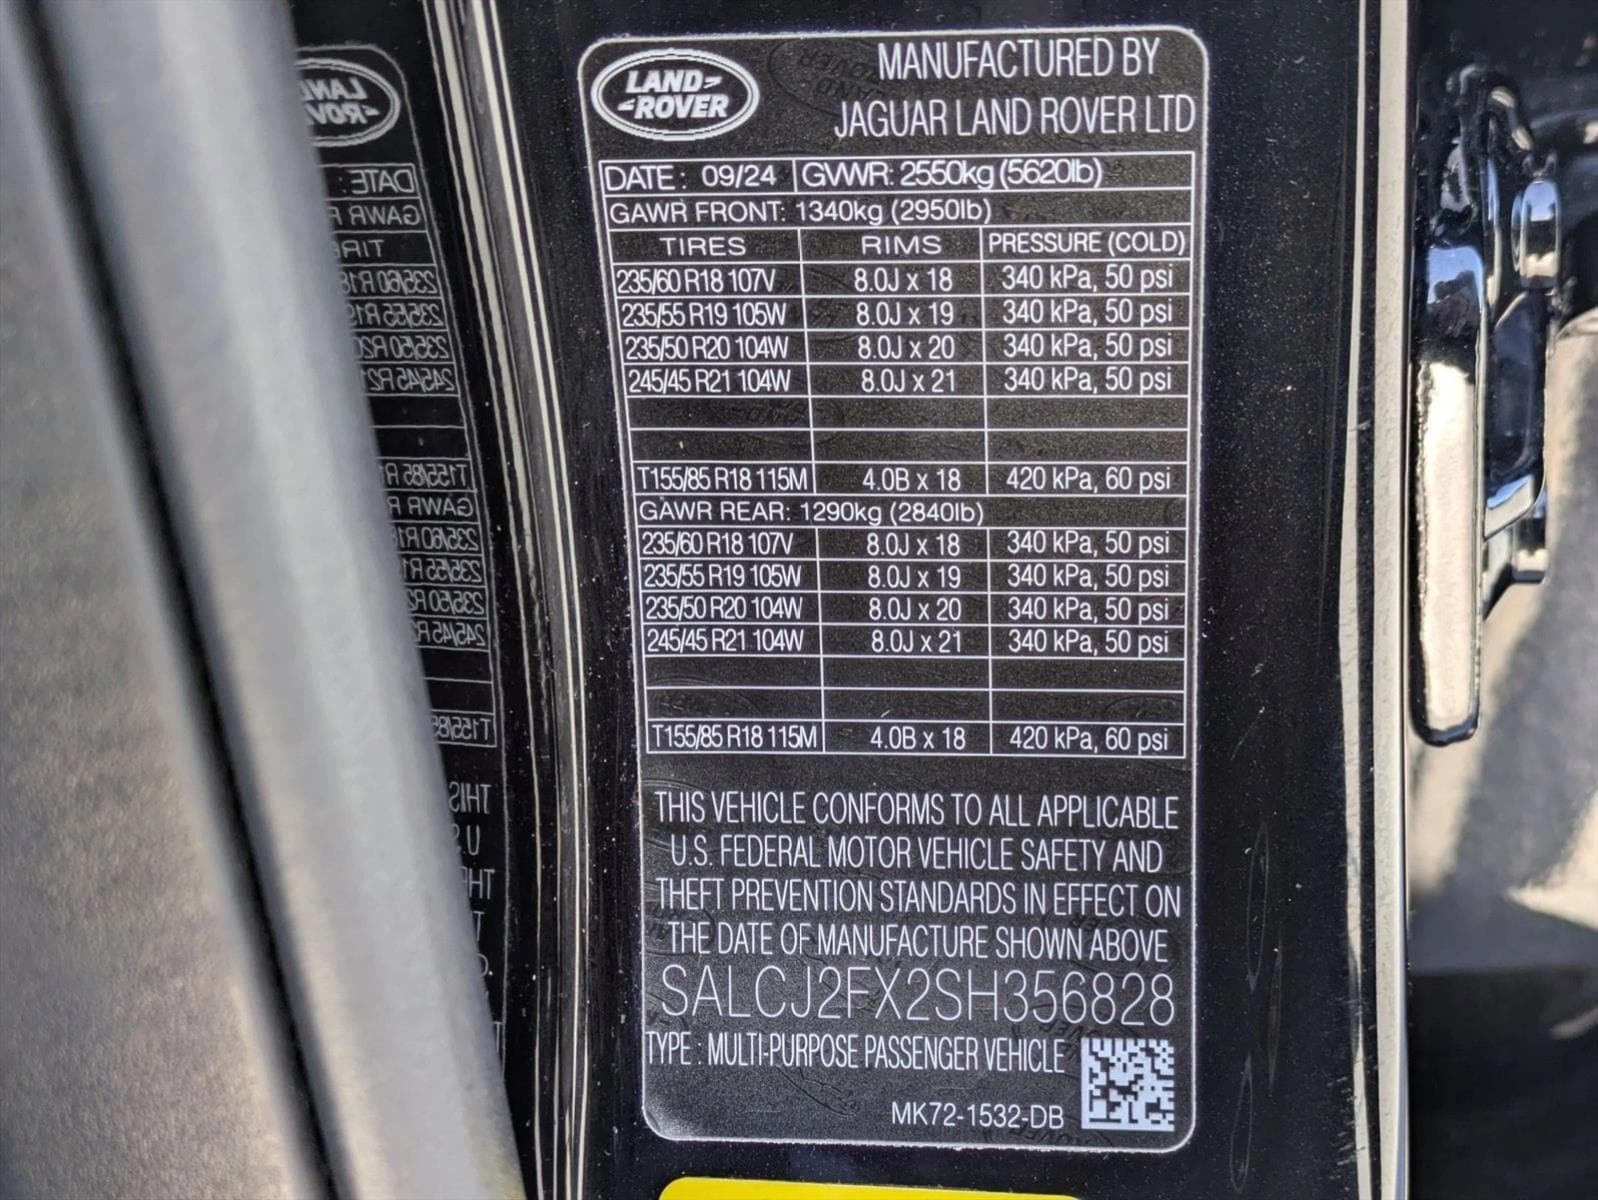 LAND
ROVER
MANUFACTURED BY
JAGUAR LAND ROVER LTD
DATE: 09/24 GVWR: 2550kg (5620lb)
GAWR FRONT: 1340kg (2950lb)
TIRES RIMS PRESSURE (COLD)
235/60 R18 107V 8.0J x 18 340 kPa, 50 psi
235/55 R19 105W 8.0J x 19 340 kPa, 50 psi
235/50 R20 104W 8.0J x 20 340 kPa, 50 psi
245/45 R21 104W 8.0J x 21 340 kPa, 50 psi
T155/85 R18 115M 4.0B x 18 420 kPa, 60 psi
GAWR REAR: 1290kg (2840lb)
235/60 R18 107V 8.0J x 18 340 kPa, 50 psi
235/55 R19 105W 8.0J x 19 340 kPa, 50 psi
235/50 R20 104W 8.0J x 20 340 kPa, 50 psi
245/45 R21 104W 8.0J x 21 340 kPa, 50 psi
T155/85 R18 115M 4.0B x 18 420 kPa, 60 psi
THIS VEHICLE CONFORMS TO ALL APPLICABLE
U.S. FEDERAL MOTOR VEHICLE SAFETY AND
THEFT PREVENTION STANDARDS IN EFFECT ON
THE DATE OF MANUFACTURE SHOWN ABOVE
SALCJ2FX2SH356828
TYPE : MULTI-PURPOSE PASSENGER VEHICLE
MK72-1532-DB